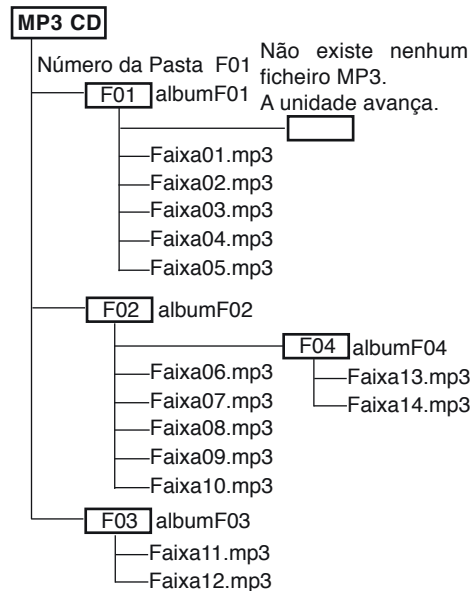 MP3 CD
Número da Pasta F01
Não existe nenhum
ficheiro MP3.
A unidade avança.
F01 albumF01
Faixa01.mp3
Faixa02.mp3
Faixa03.mp3
Faixa04.mp3
Faixa05.mp3
F02 albumF02
F04 albumF04
Faixa13.mp3
Faixa14.mp3
Faixa06.mp3
Faixa07.mp3
Faixa08.mp3
Faixa09.mp3
Faixa10.mp3
F03 albumF03
Faixa11.mp3
Faixa12.mp3